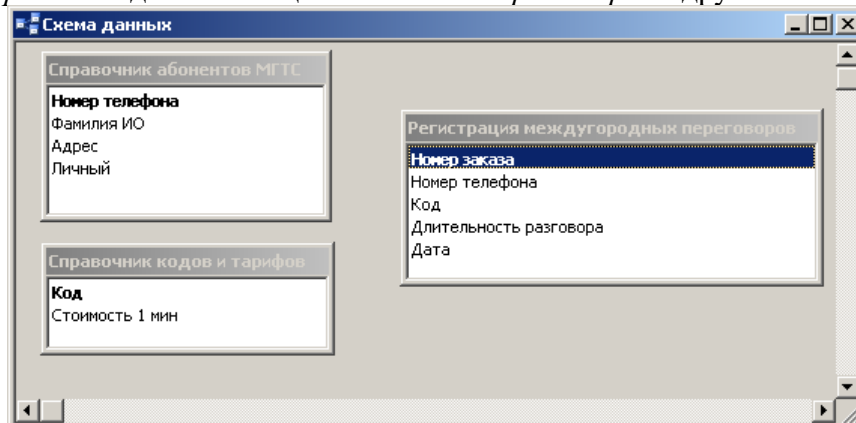 Схема данных
Справочник абонентов МГТС
Номер телефона
Фамилия ИО
Адрес
Личный
Регистрация междугородных переговоров
Номер заказа
Номер телефона
Код
Длительность разговора
Дата
Справочник кодов и тарифов
Код
Стоимость 1 мин